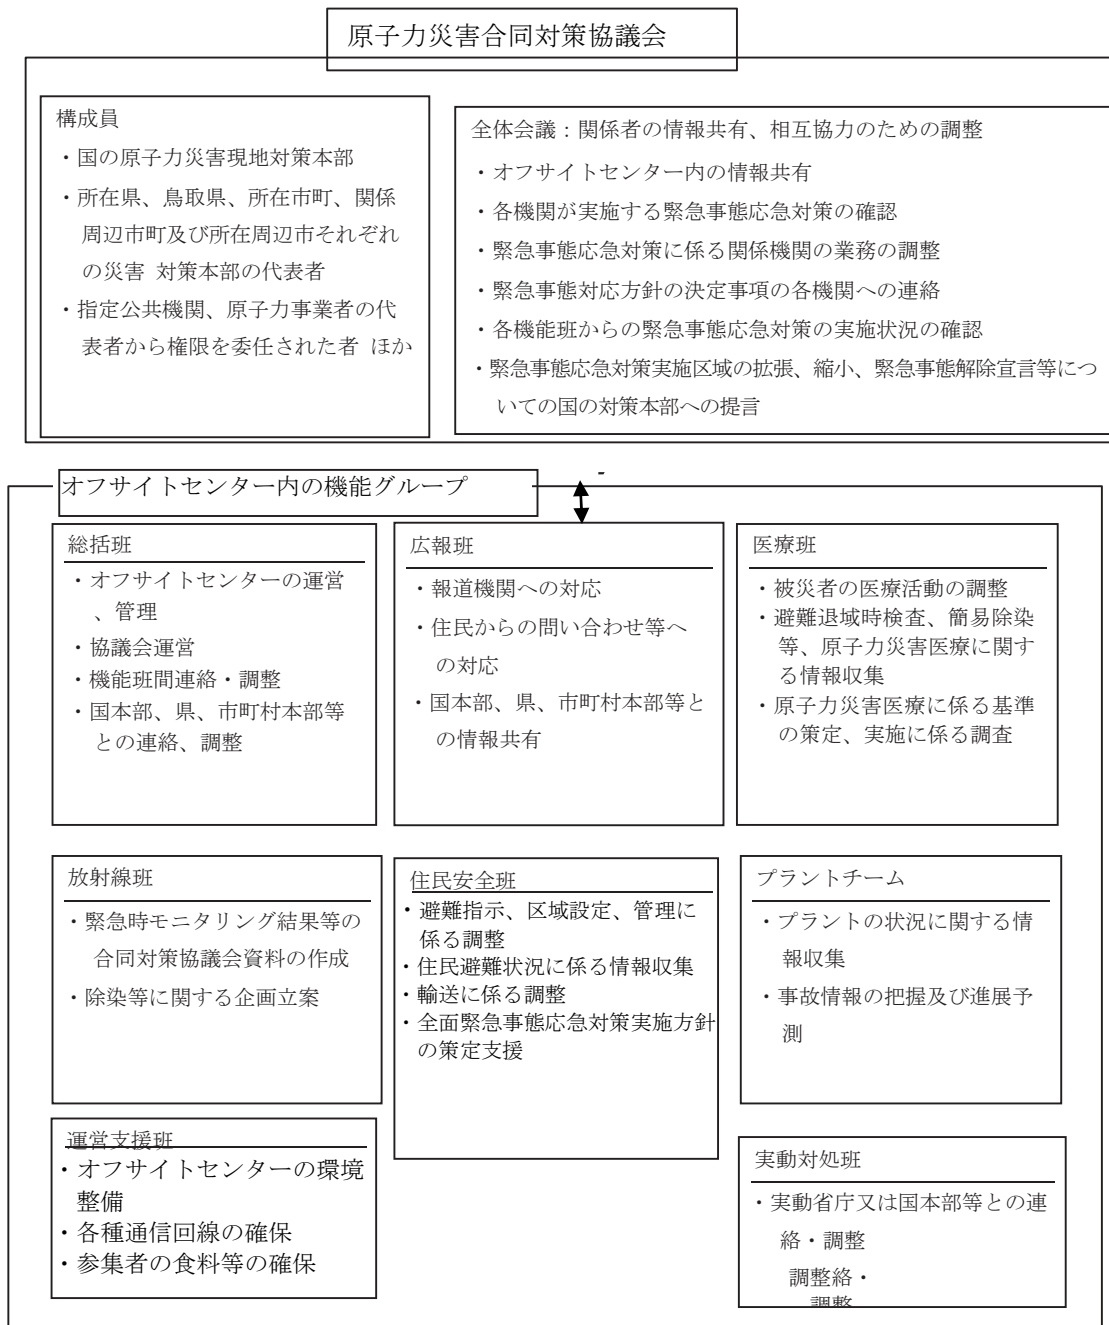 原子力災害合同対策協議会
構成員
・国の原子力災害現地対策本部
・所在県、鳥取県、所在市町、関係
周辺市町及び所在周辺市それぞれ
の災害 対策本部の代表者
・指定公共機関、原子力事業者の代
表者から権限を委任された者 ほか
全体会議：関係者の情報共有、相互協力のための調整
・オフサイトセンター内の情報共有
・各機関が実施する緊急事態応急対策の確認
・緊急事態応急対策に係る関係機関の業務の調整
・緊急事態対応方針の決定事項の各機関への連絡
・各機能班からの緊急事態応急対策の実施状況の確認
・緊急事態応急対策実施区域の拡張、縮小、緊急事態解除宣言等につ
いての国の対策本部への提言
オフサイトセンター内の機能グループ
総括班
・オフサイトセンターの運営
、管理
・協議会運営
・機能班間連絡・調整
・国本部、県、市町村本部等
との連絡、調整
広報班
・報道機関への対応
・住民からの問い合わせ等へ
の対応
・国本部、県、市町村本部等と
の情報共有
医療班
・被災者の医療活動の調整
・避難退域時検査、簡易除染
等、原子力災害医療に関す
る情報収集
・原子力災害医療に係る基準
の策定、実施に係る調査
放射線班
・緊急時モニタリング結果等の
合同対策協議会資料の作成
・除染等に関する企画立案
住民安全班
・避難指示、区域設定、管理に
係る調整
・住民避難状況に係る情報収集
・輸送に係る調整
・全面緊急事態応急対策実施方針
の策定支援
プラントチーム
・プラントの状況に関する情
報収集
・事故情報の把握及び進展予
測
運営支援班
・オフサイトセンターの環境
整備
・各種通信回線の確保
・参集者の食料等の確保
実動対処班
・実動省庁又は国本部等との連
絡・調整
調整絡・
調整